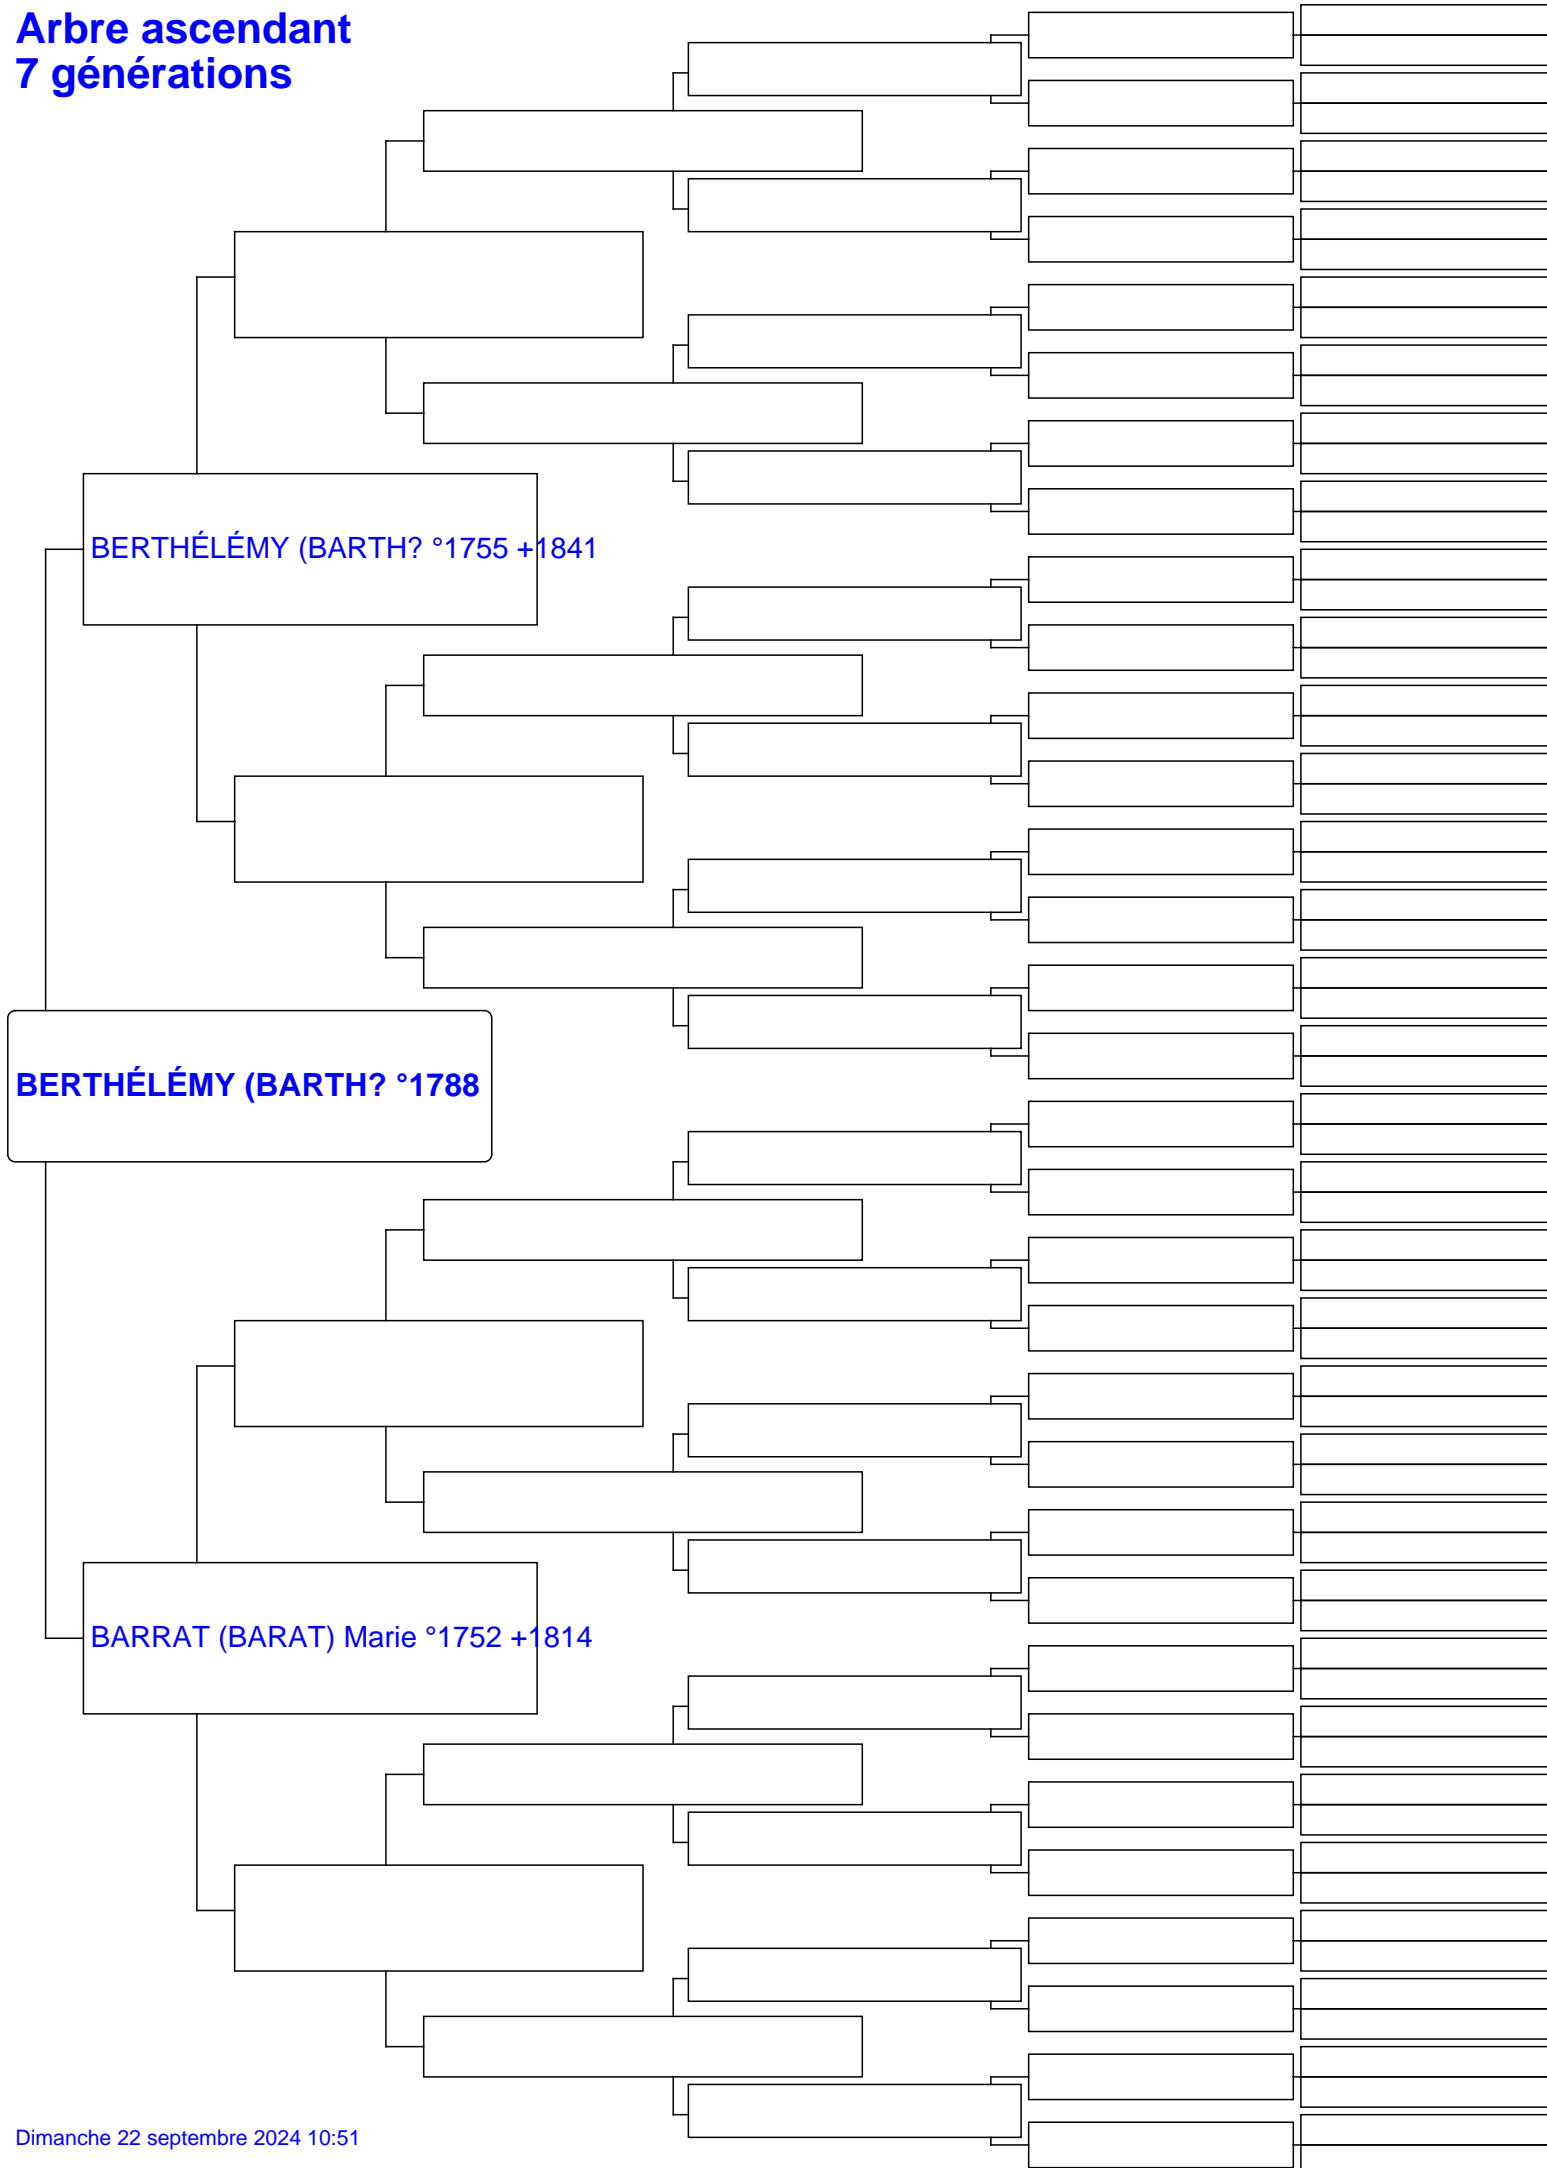 Arbre ascendant
7 générations
BERTHÉLÉMY (BARTH? °1755 +1841
BERTHÉLÉMY (BARTH? °1788
BARRAT (BARAT) Marie °1752 +1814
Dimanche 22 septembre 2024 10:51